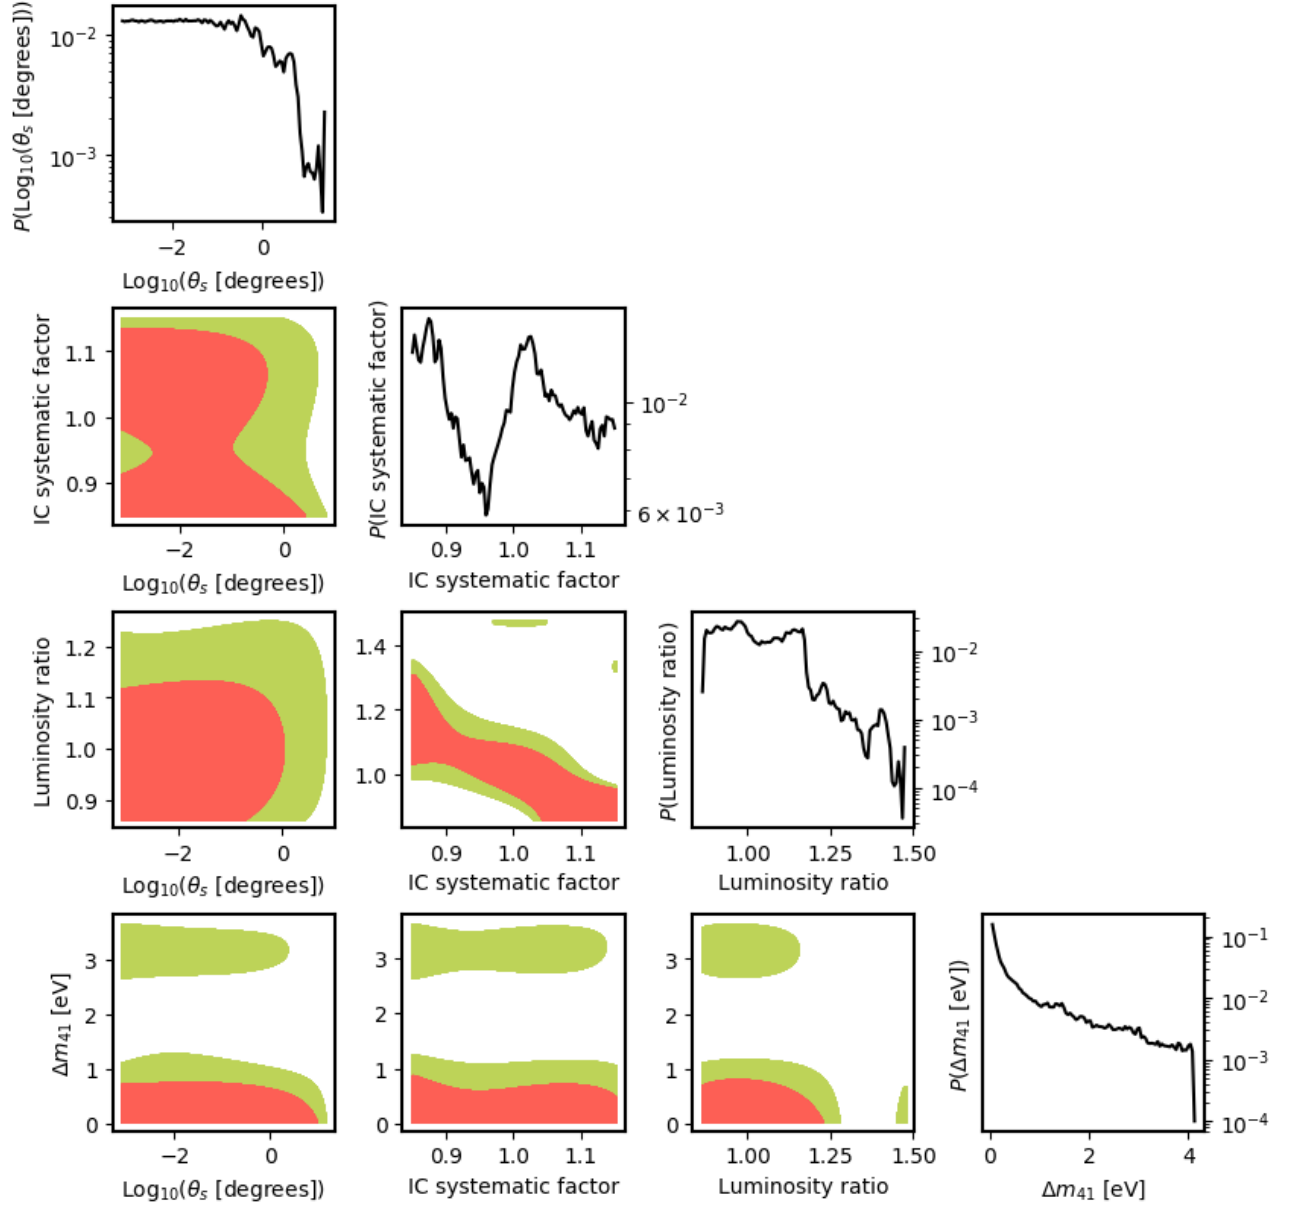 P(Log₁₀(θₛ [degrees]))
10⁻²
10⁻³
−2 0
Log₁₀(θₛ [degrees])
IC systematic factor
1.1
1.0
0.9
−2 0
Log₁₀(θₛ [degrees])
P(IC systematic factor)
10⁻²
6 × 10⁻³
0.9 1.0 1.1
IC systematic factor
Luminosity ratio
1.2
1.1
1.0
0.9
−2 0
Log₁₀(θₛ [degrees])
1.4
1.2
1.0
0.9 1.0 1.1
IC systematic factor
P(Luminosity ratio)
10⁻²
10⁻³
10⁻⁴
1.00 1.25 1.50
Luminosity ratio
Δm₄₁ [eV]
3
2
1
0
−2 0
Log₁₀(θₛ [degrees])
3
2
1
0
0.9 1.0 1.1
IC systematic factor
3
2
1
0
1.00 1.25 1.50
Luminosity ratio
P(Δm₄₁ [eV])
10⁻¹
10⁻²
10⁻³
10⁻⁴
0 2 4
Δm₄₁ [eV]